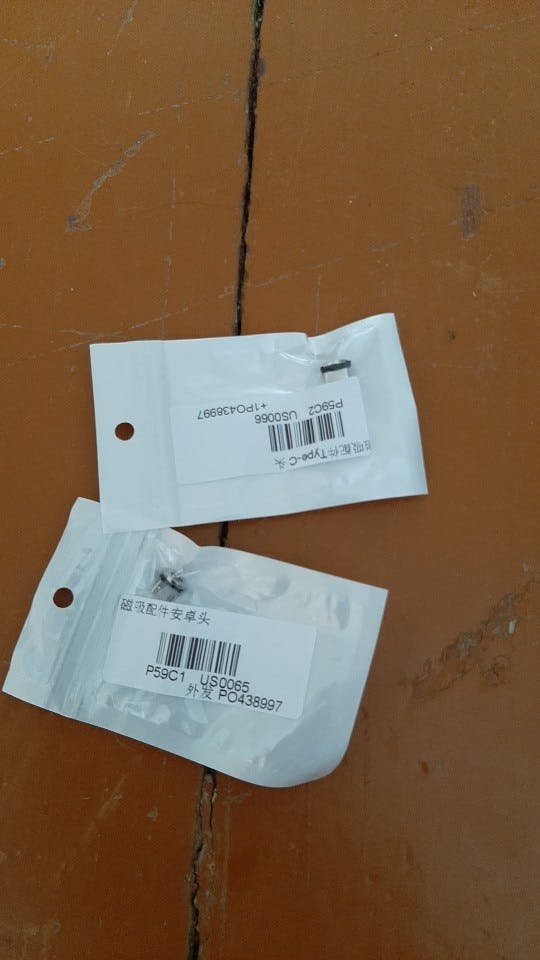 磁吸配件Type-C头
P59C2 US0066
+1PO438997
磁吸配件安卓头
P59C1 US0065
外发 PO438997